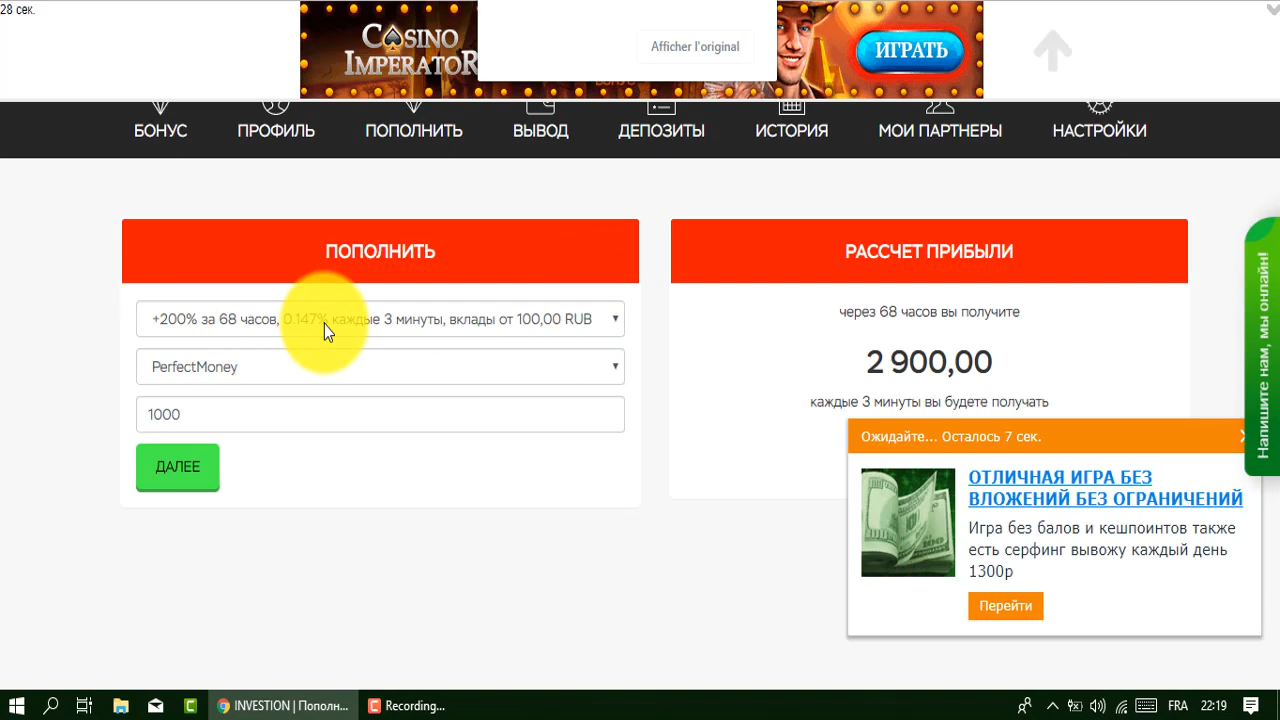 28 сек.
CASINO
IMPERATOR
Afficher l'original
ИГРАТЬ
БОНУС
ПРОФИЛЬ
ПОПОЛНИТЬ
ВЫВОД
ДЕПОЗИТЫ
ИСТОРИЯ
МОИ ПАРТНЕРЫ
НАСТРОЙКИ
ПОПОЛНИТЬ
+200% за 68 часов, 0.147% каждые 3 минуты, вклады от 100,00 RUB
PerfectMoney
1000
ДАЛЕЕ
РАССЧЕТ ПРИБЫЛИ
через 68 часов вы получите
2 900,00
каждые 3 минуты вы будете получать
Напишите нам, мы онлайн!
Ожидайте... Осталось 7 сек.
ОТЛИЧНАЯ ИГРА БЕЗ
ВЛОЖЕНИЙ БЕЗ ОГРАНИЧЕНИЙ
Игра без балов и кешпоинтов также
есть серфинг вывожу каждый день
1300р
Перейти
INVESTION | Пополн...
Recording...
FRA
22:19